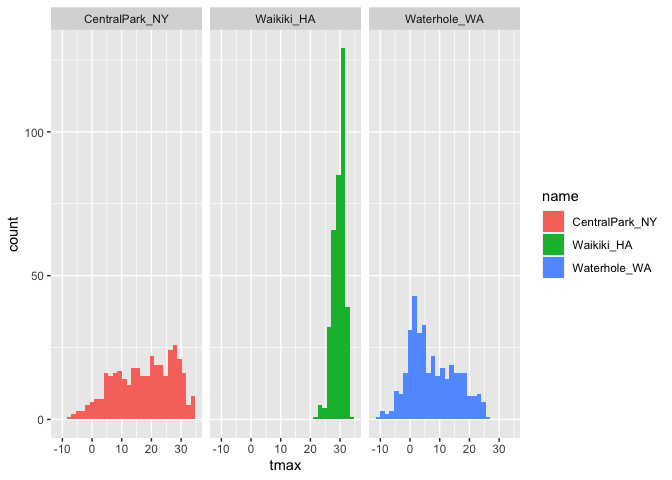 CentralPark_NY Waikiki_HA Waterhole_WA
100
50
0
count
-10 0 10 20 30 -10 0 10 20 30 -10 0 10 20 30
tmax
name
CentralPark_NY
Waikiki_HA
Waterhole_WA